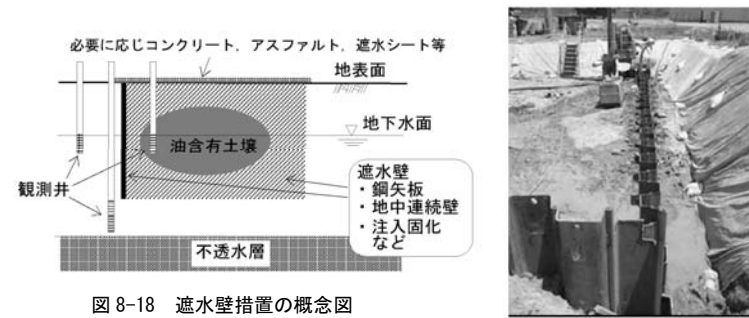 必要に応じコンクリート，アスファルト，遮水シート等
地表面
地下水面
油含有土壌
観測井
遮水壁
・鋼矢板
・地中連続壁
・注入固化
など
不透水層
図 8-18　遮水壁措置の概念図